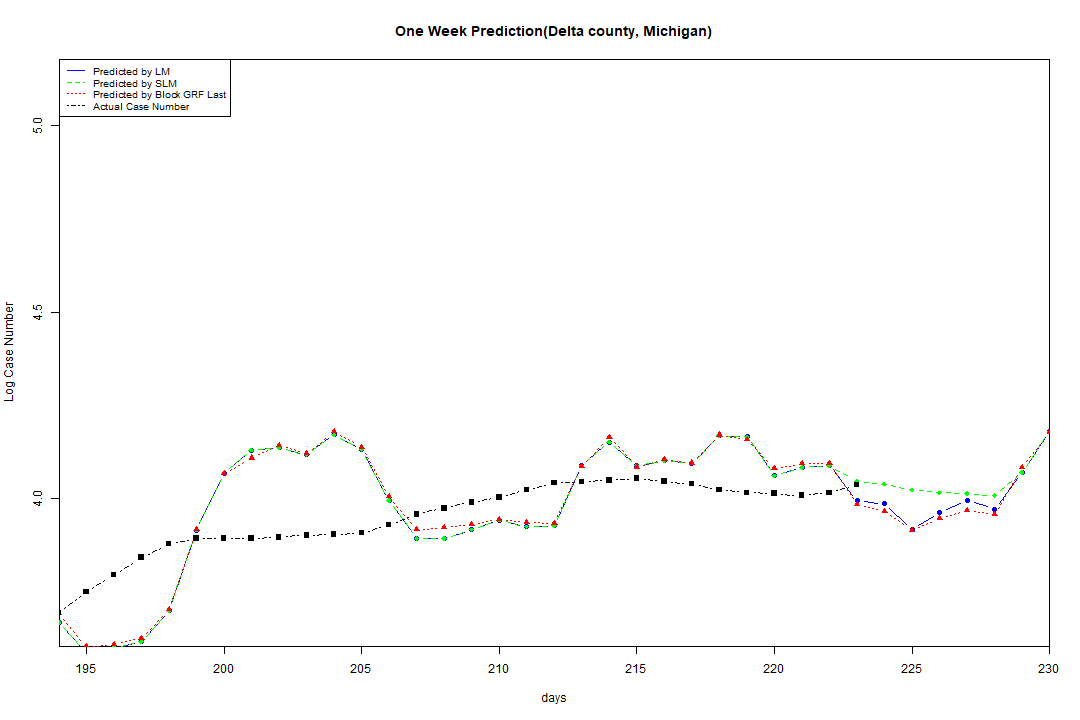 One Week Prediction(Delta county, Michigan)
Predicted by LM
Predicted by SLM
Predicted by Block GRF Last
Actual Case Number
5.0
4.5
4.0
Log Case Number
195 200 205 210 215 220 225 230
days